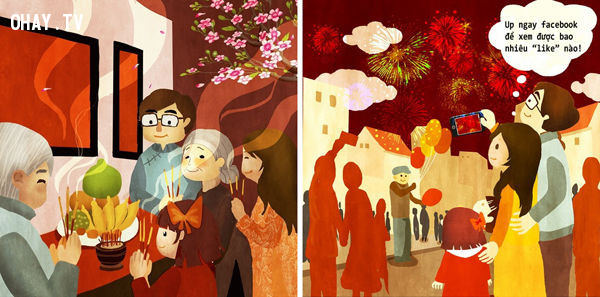 OHAY.TV
Up ngay facebook
để xem được bao
nhiêu “like” nào!